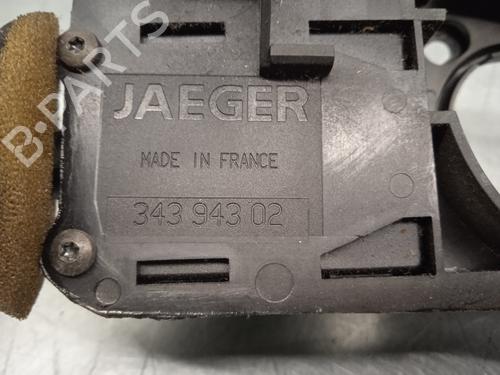 B-PARTS
JAEGER
MADE IN FRANCE
343 943 02